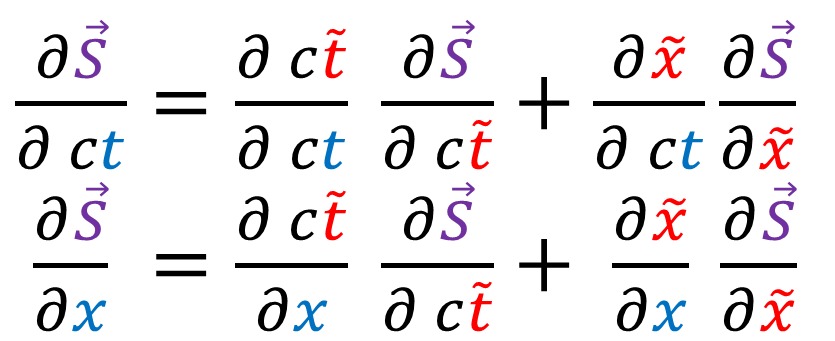 ∂S⃗/∂ ct = ∂ ct̃/∂ ct ∂S⃗/∂ ct̃ + ∂x̃/∂ ct ∂S⃗/∂x̃
∂S⃗/∂x = ∂ ct̃/∂x ∂S⃗/∂ ct̃ + ∂x̃/∂x ∂S⃗/∂x̃